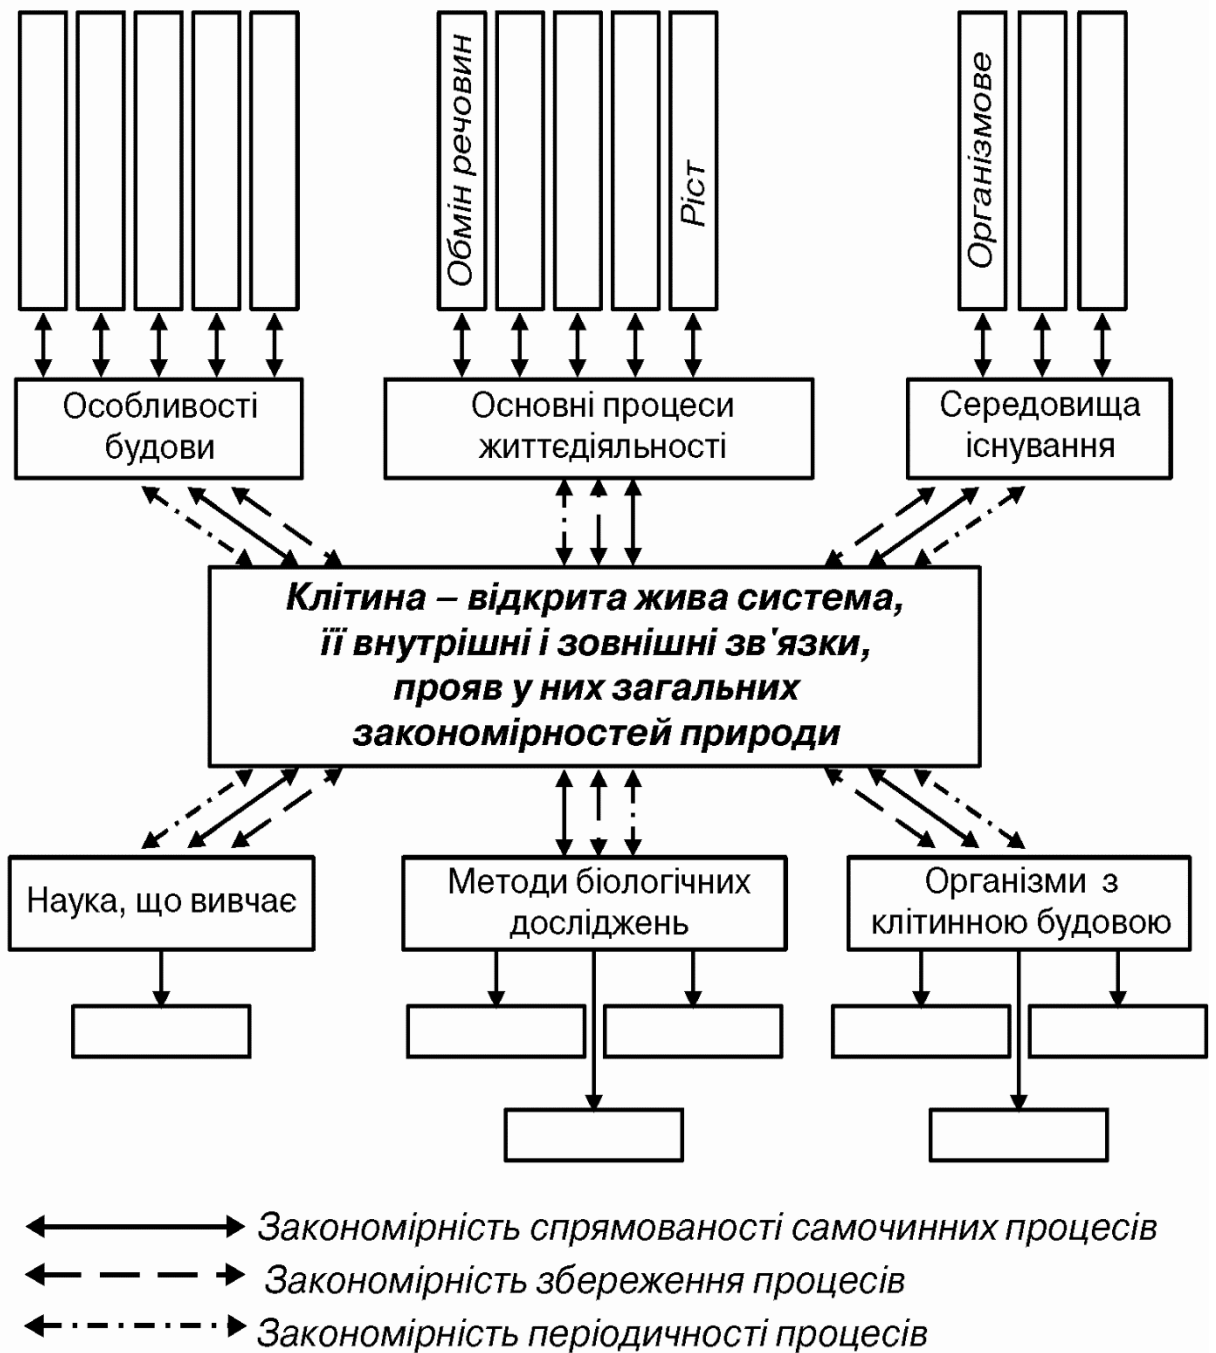 Обмін речовин
Ріст
Організмове
Особливості
будови
Основні процеси
життєдіяльності
Середовища
існування
Клітина – відкрита жива система,
її внутрішні і зовнішні зв'язки,
прояв у них загальних
закономірностей природи
Наука, що вивчає
Методи біологічних
досліджень
Організми з
клітинною будовою
Закономірність спрямованості самочинних процесів
Закономірність збереження процесів
Закономірність періодичності процесів